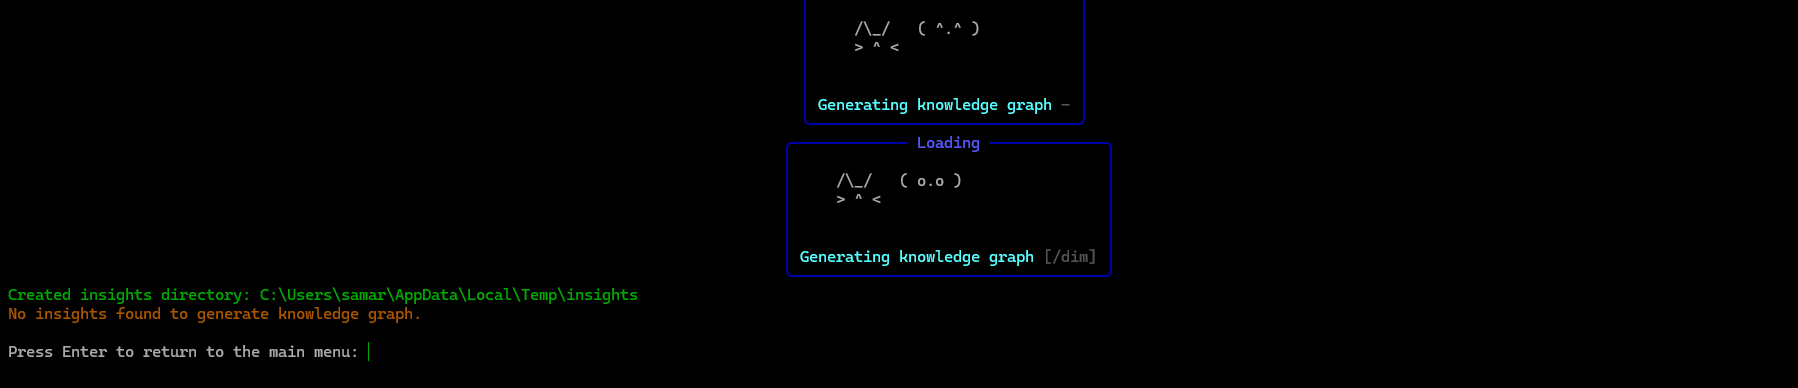 /\_/   ( ^.^ )
> ^ <
Generating knowledge graph -
Loading
/\_/   ( o.o )
> ^ <
Generating knowledge graph [/dim]
Created insights directory: C:\Users\samar\AppData\Local\Temp\insights
No insights found to generate knowledge graph.
Press Enter to return to the main menu: